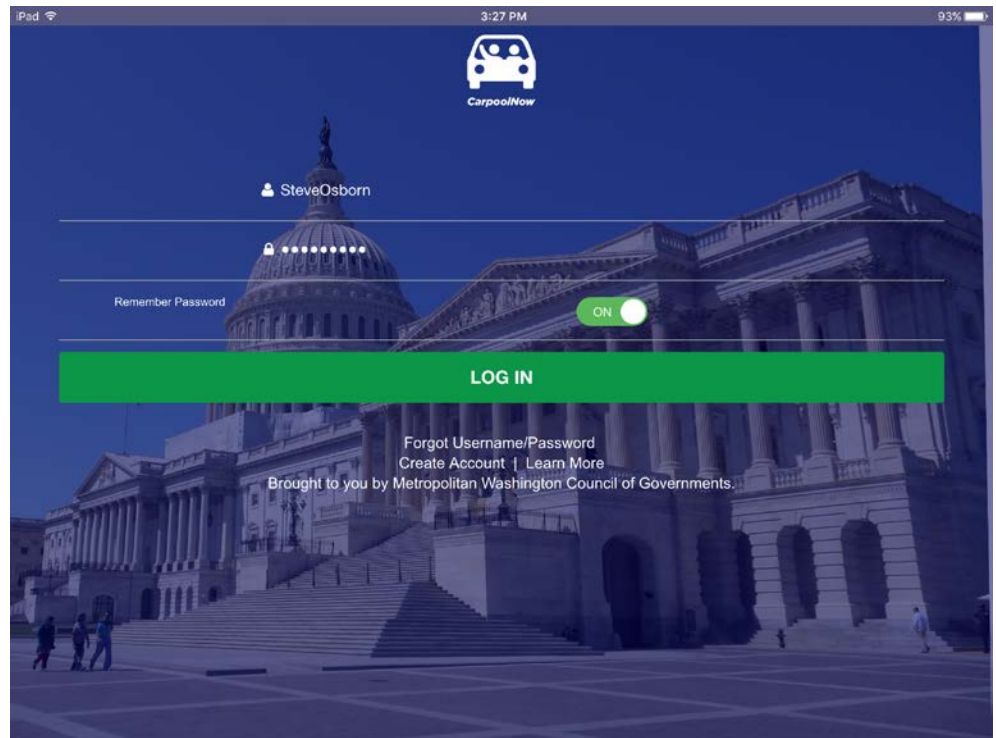 iPad 3:27 PM 93%
CarpoolNow
SteveOsborn
•••••••••
Remember Password ON
LOG IN
Forgot Username/Password
Create Account | Learn More
Brought to you by Metropolitan Washington Council of Governments.